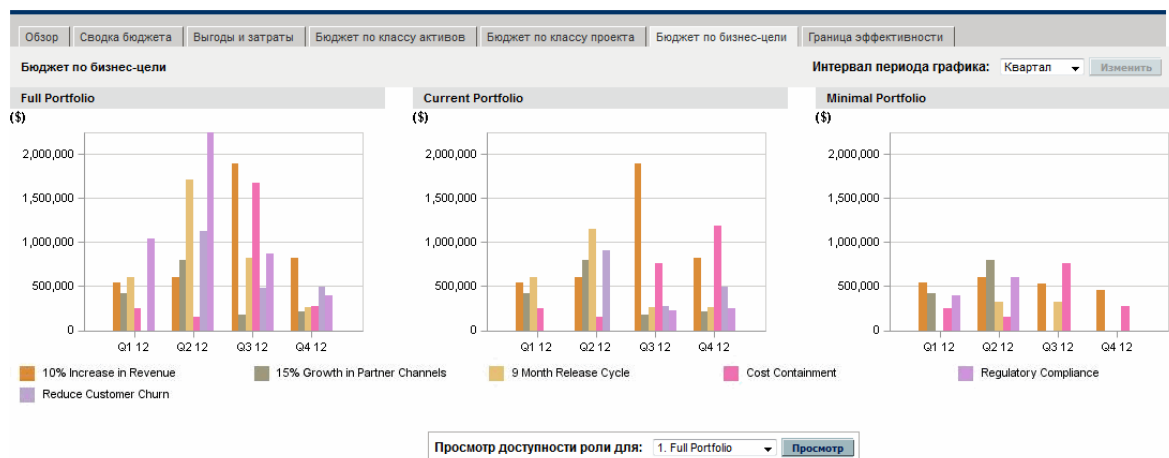 Обзор Сводка бюджета Выгоды и затраты Бюджет по классу активов Бюджет по классу проекта Бюджет по бизнес-цели Граница эффективности
Бюджет по бизнес-цели Интервал периода графика: Квартал Изменить
Full Portfolio Current Portfolio Minimal Portfolio
($) ($) ($)
2,000,000 2,000,000 2,000,000
1,500,000 1,500,000 1,500,000
1,000,000 1,000,000 1,000,000
500,000 500,000 500,000
0 0 0
Q1 12 Q2 12 Q3 12 Q4 12 Q1 12 Q2 12 Q3 12 Q4 12 Q1 12 Q2 12 Q3 12 Q4 12
10% Increase in Revenue 15% Growth in Partner Channels 9 Month Release Cycle Cost Containment Regulatory Compliance
Reduce Customer Churn
Просмотр доступности роли для: 1. Full Portfolio Просмотр